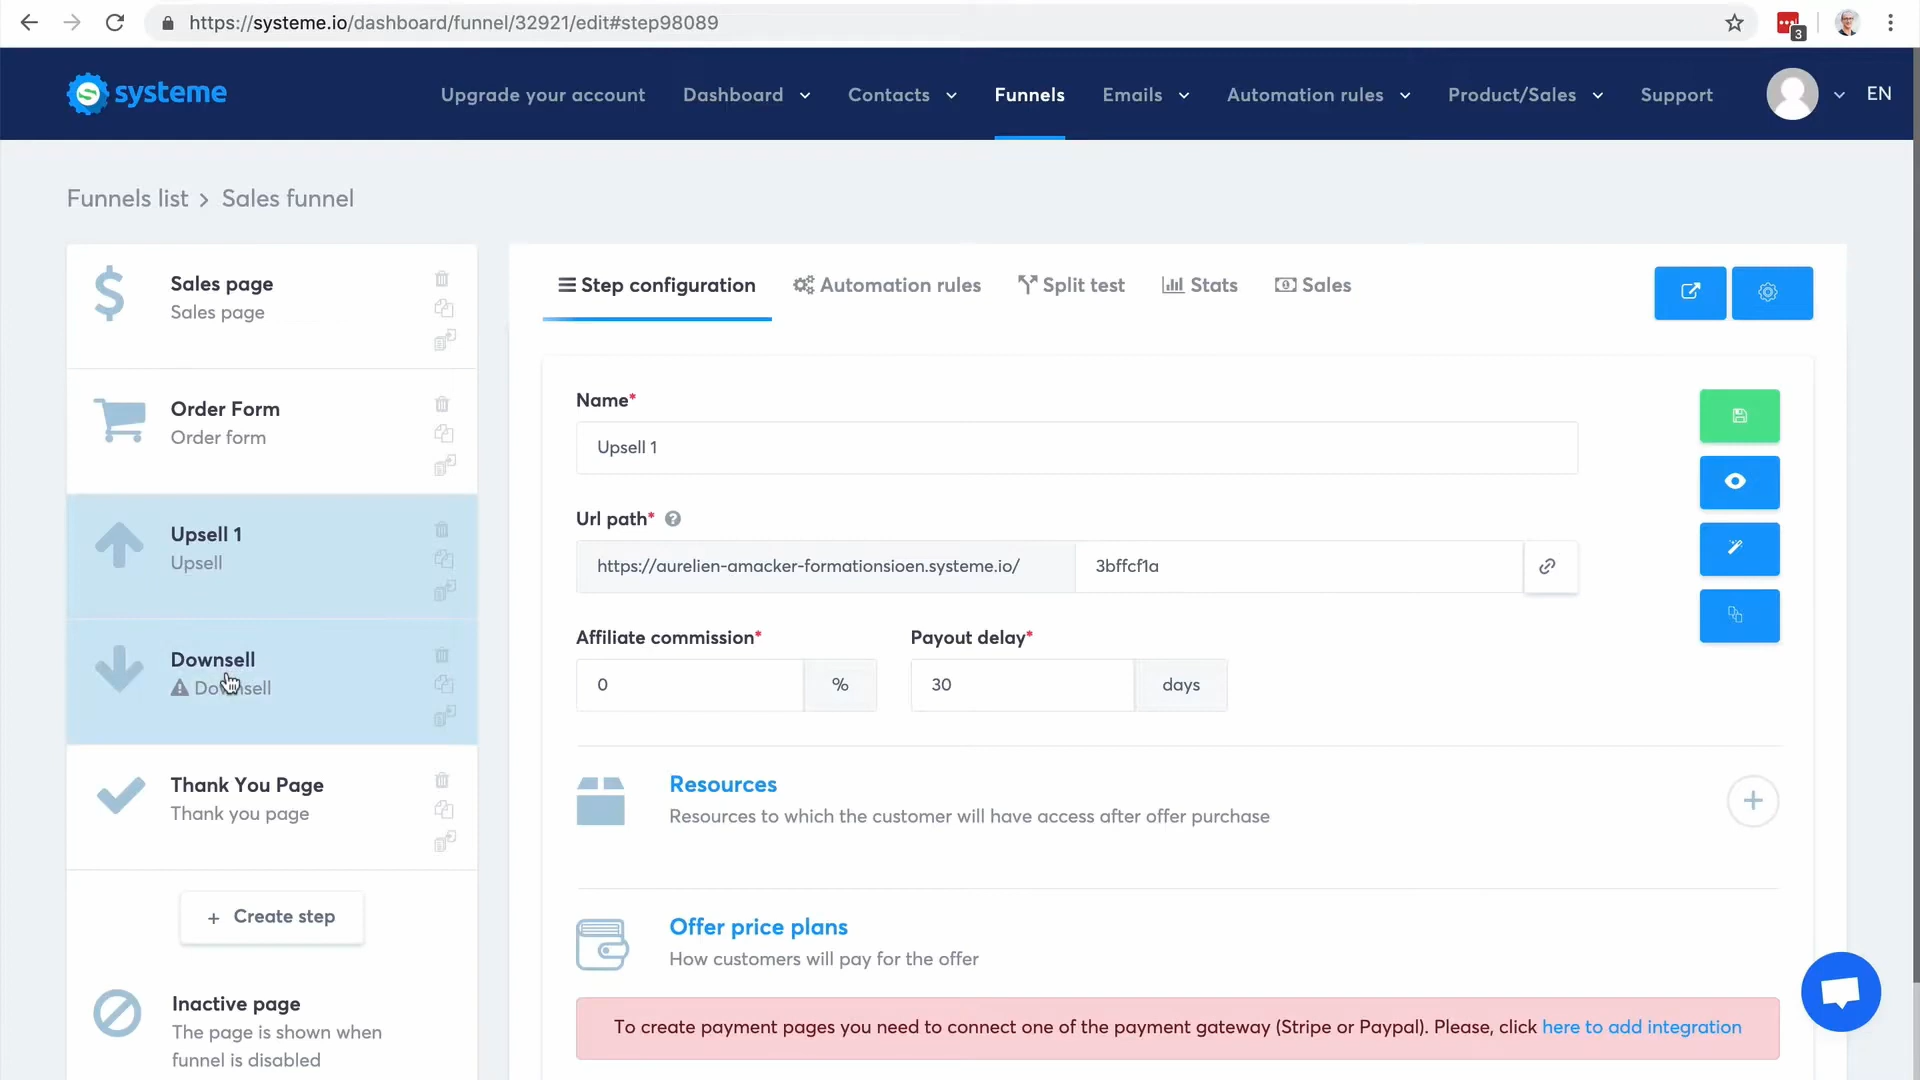 https://systeme.io/dashboard/funnel/32921/edit#step98089
3
systeme
Upgrade your account
Dashboard
Contacts
Funnels
Emails
Automation rules
Product/Sales
Support
EN
Funnels list > Sales funnel
Sales page
Sales page
Order Form
Order form
Upsell 1
Upsell
Downsell
Downsell
Thank You Page
Thank you page
+ Create step
Inactive page
The page is shown when
funnel is disabled
Step configuration
Automation rules
Split test
Stats
Sales
Name*
Upsell 1
Url path*
https://aurelien-amacker-formationsioen.systeme.io/
3bffcf1a
Affiliate commission*
Payout delay*
0
%
30
days
Resources
Resources to which the customer will have access after offer purchase
Offer price plans
How customers will pay for the offer
To create payment pages you need to connect one of the payment gateway (Stripe or Paypal). Please, click here to add integration